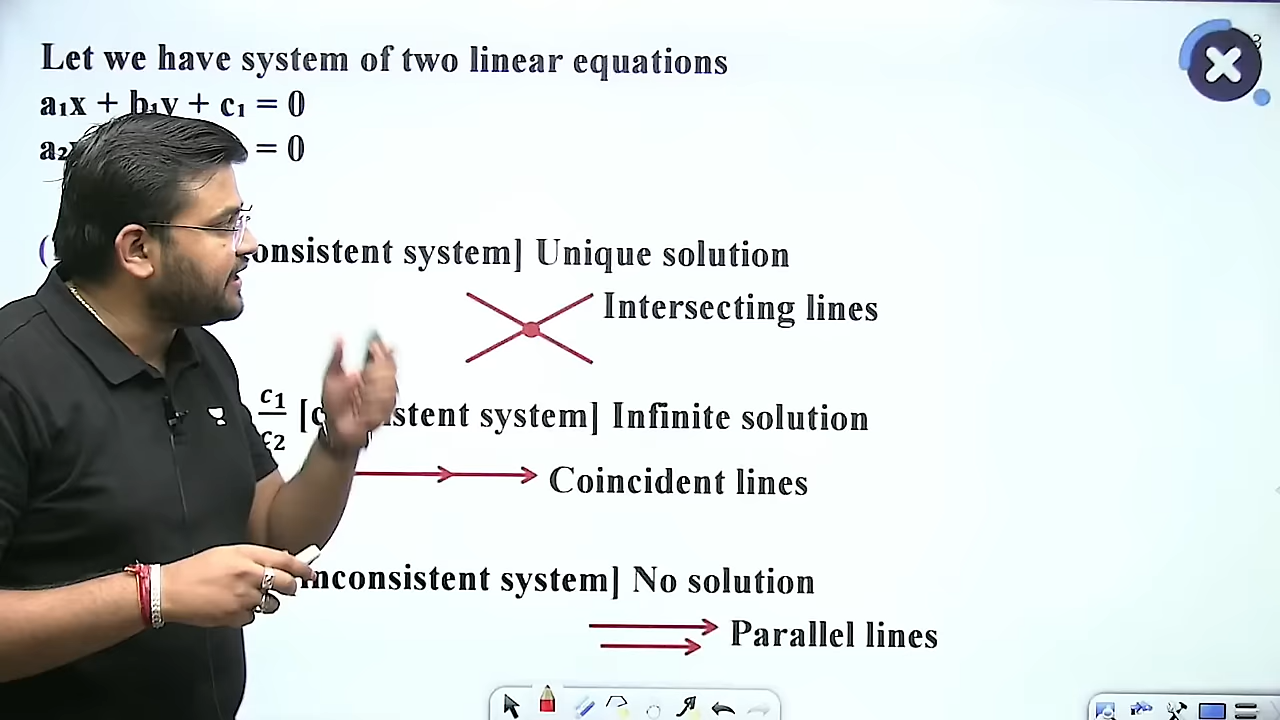 Let we have system of two linear equations
a₁x + b₁y + c₁ = 0
a₂ = 0
onsistent system] Unique solution
Intersecting lines
c₁/c₂ [c stent system] Infinite solution
Coincident lines
nconsistent system] No solution
Parallel lines